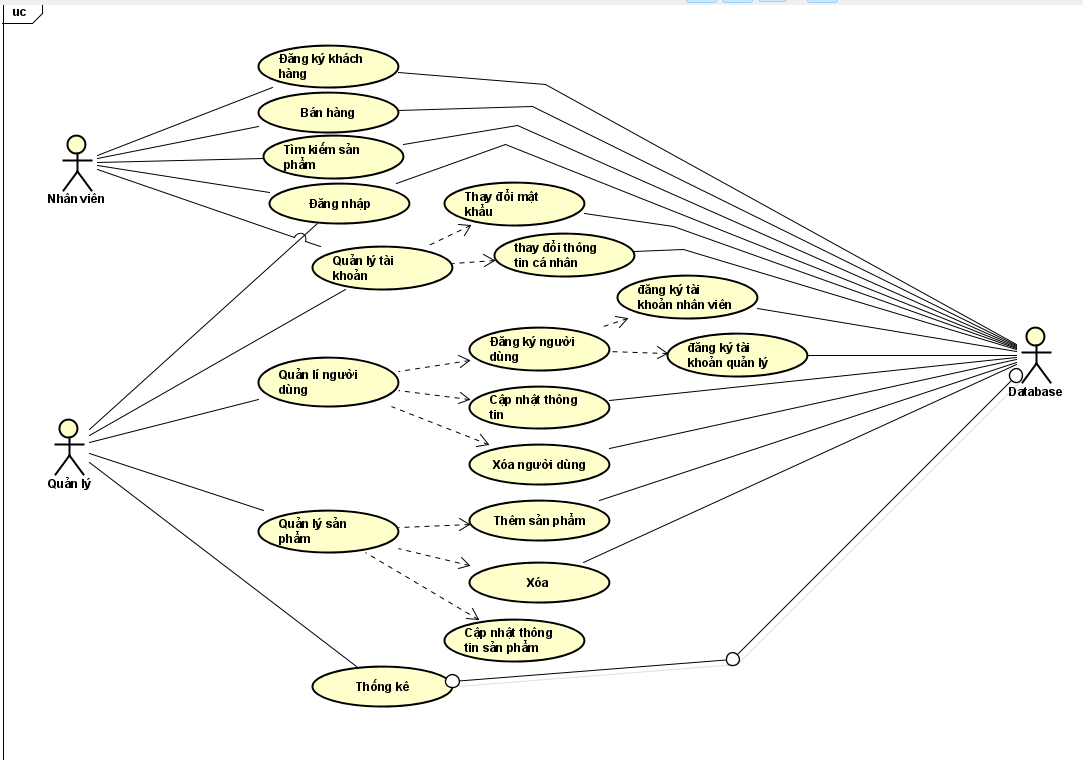 uc
Đăng ký khách
hàng
Bán hàng
Tìm kiếm sản
phẩm
Nhân viên
Đăng nhập
Thay đổi mật
khẩu
thay đổi thông
tin cá nhân
Quản lý tài
khoản
đăng ký tài
khoản nhân viên
Đăng ký người
dùng
đăng ký tài
khoản quản lý
Database
Quản lí người
dùng
Cập nhật thông
tin
Xóa người dùng
Quản lý
Quản lý sản
phẩm
Thêm sản phẩm
Xóa
Cập nhật thông
tin sản phẩm
Thống kê